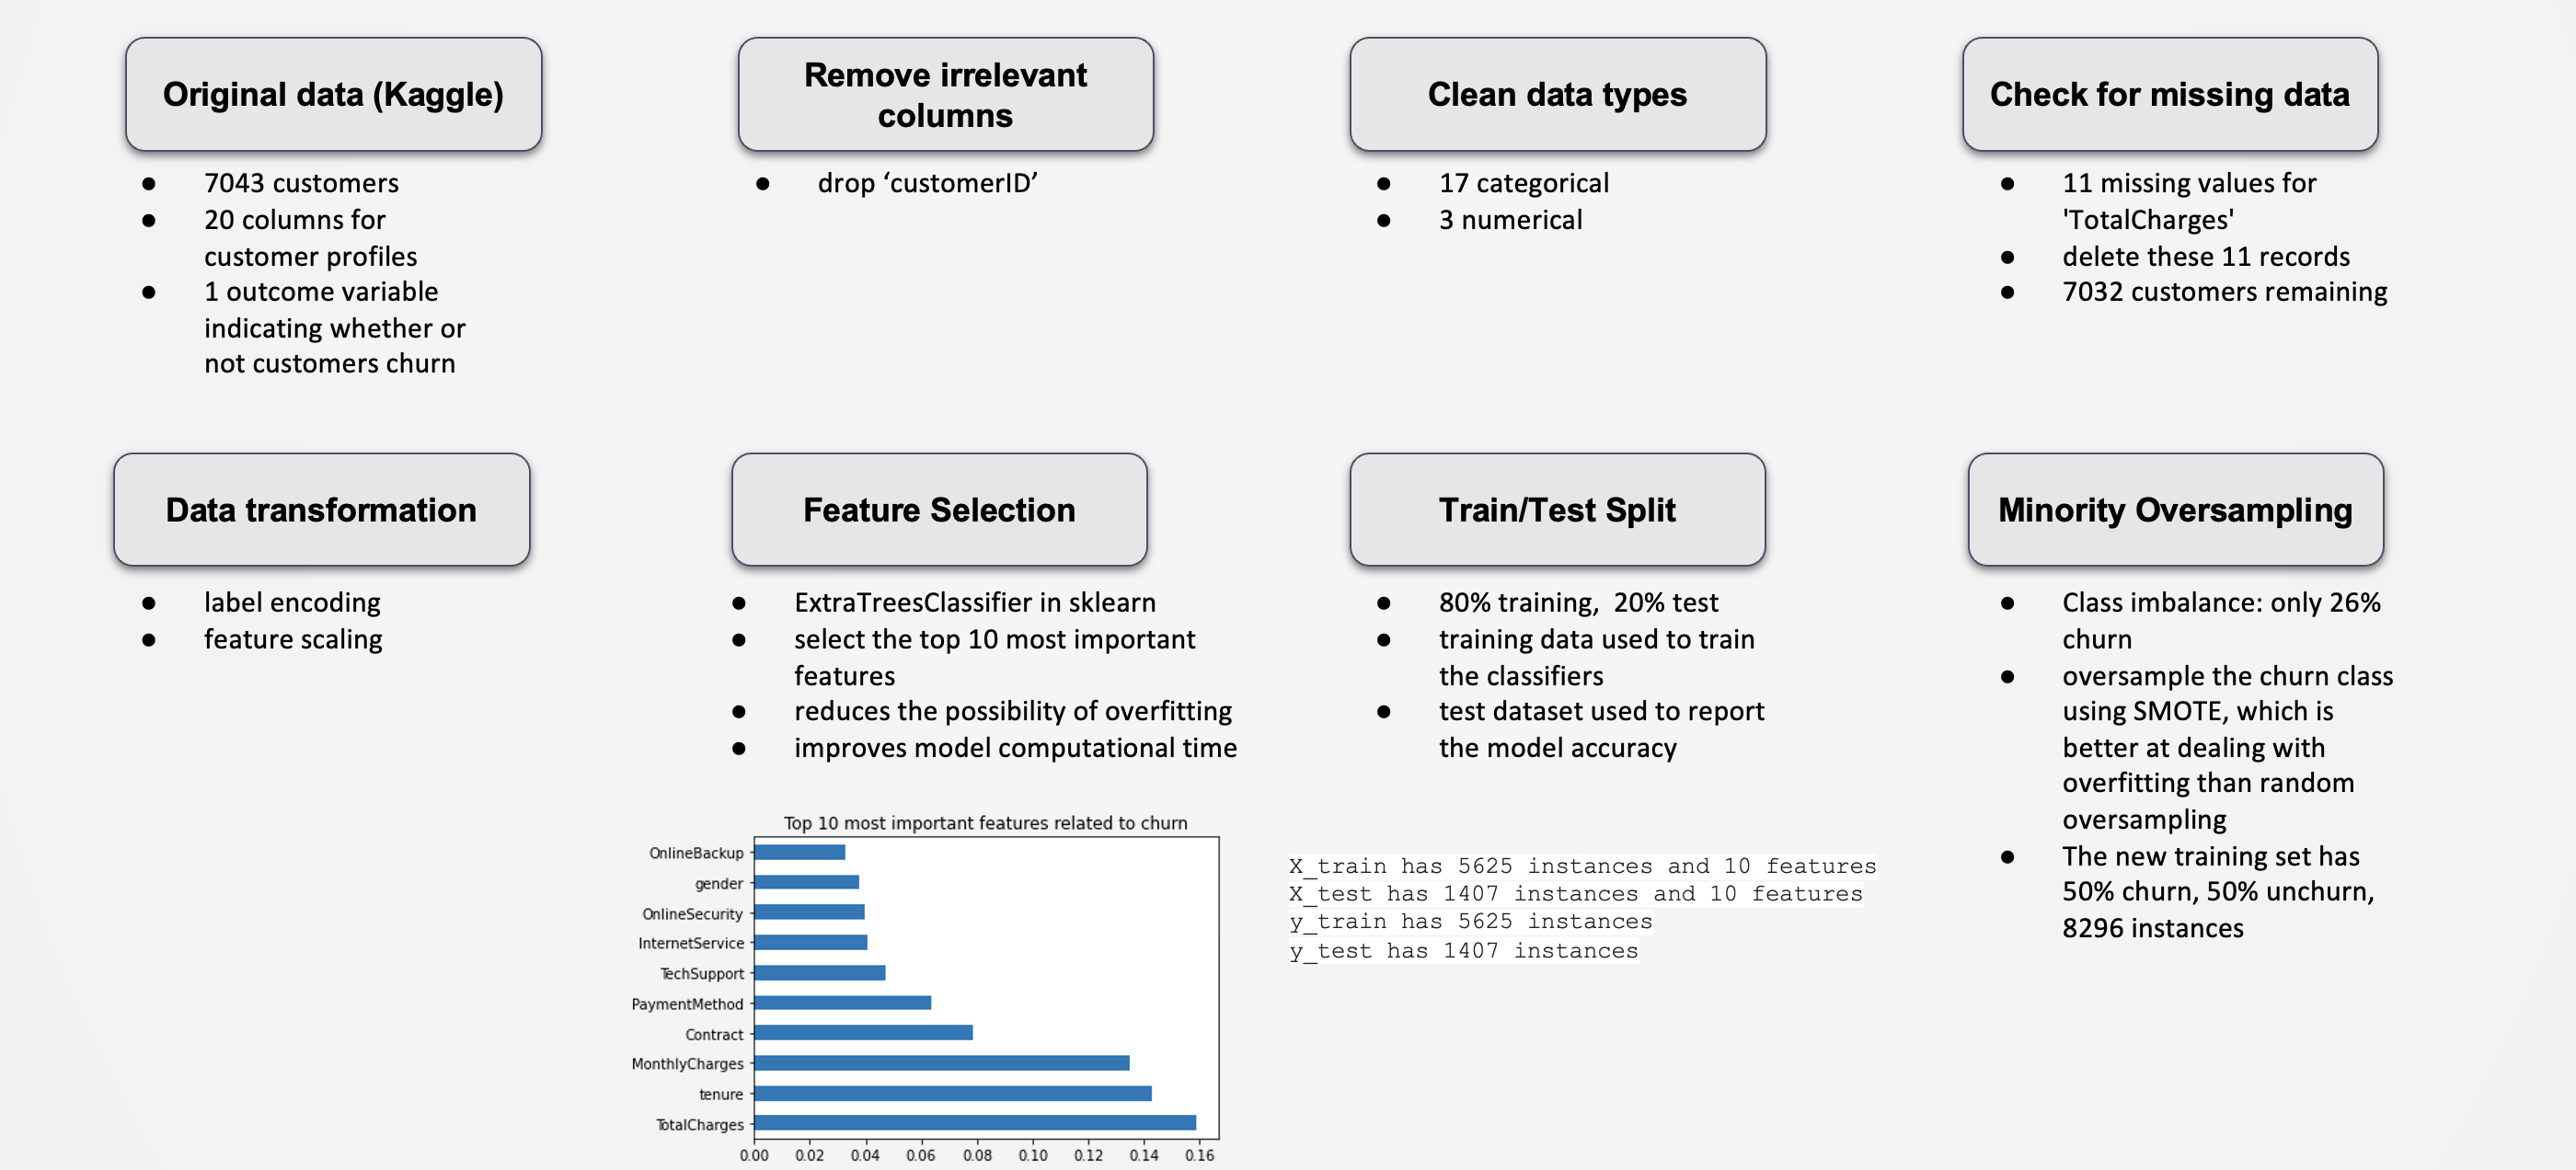 Original data (Kaggle)
● 7043 customers
● 20 columns for
customer profiles
● 1 outcome variable
indicating whether or
not customers churn
Remove irrelevant
columns
● drop ‘customerID’
Clean data types
● 17 categorical
● 3 numerical
Check for missing data
● 11 missing values for
'TotalCharges'
● delete these 11 records
● 7032 customers remaining
Data transformation
● label encoding
● feature scaling
Feature Selection
● ExtraTreesClassifier in sklearn
● select the top 10 most important
features
● reduces the possibility of overfitting
● improves model computational time
Top 10 most important features related to churn
OnlineBackup
gender
OnlineSecurity
InternetService
TechSupport
PaymentMethod
Contract
MonthlyCharges
tenure
TotalCharges
0.00 0.02 0.04 0.06 0.08 0.10 0.12 0.14 0.16
Train/Test Split
● 80% training,  20% test
● training data used to train
the classifiers
● test dataset used to report
the model accuracy
X_train has 5625 instances and 10 features
X_test has 1407 instances and 10 features
y_train has 5625 instances
y_test has 1407 instances
Minority Oversampling
● Class imbalance: only 26%
churn
● oversample the churn class
using SMOTE, which is
better at dealing with
overfitting than random
oversampling
● The new training set has
50% churn, 50% unchurn,
8296 instances